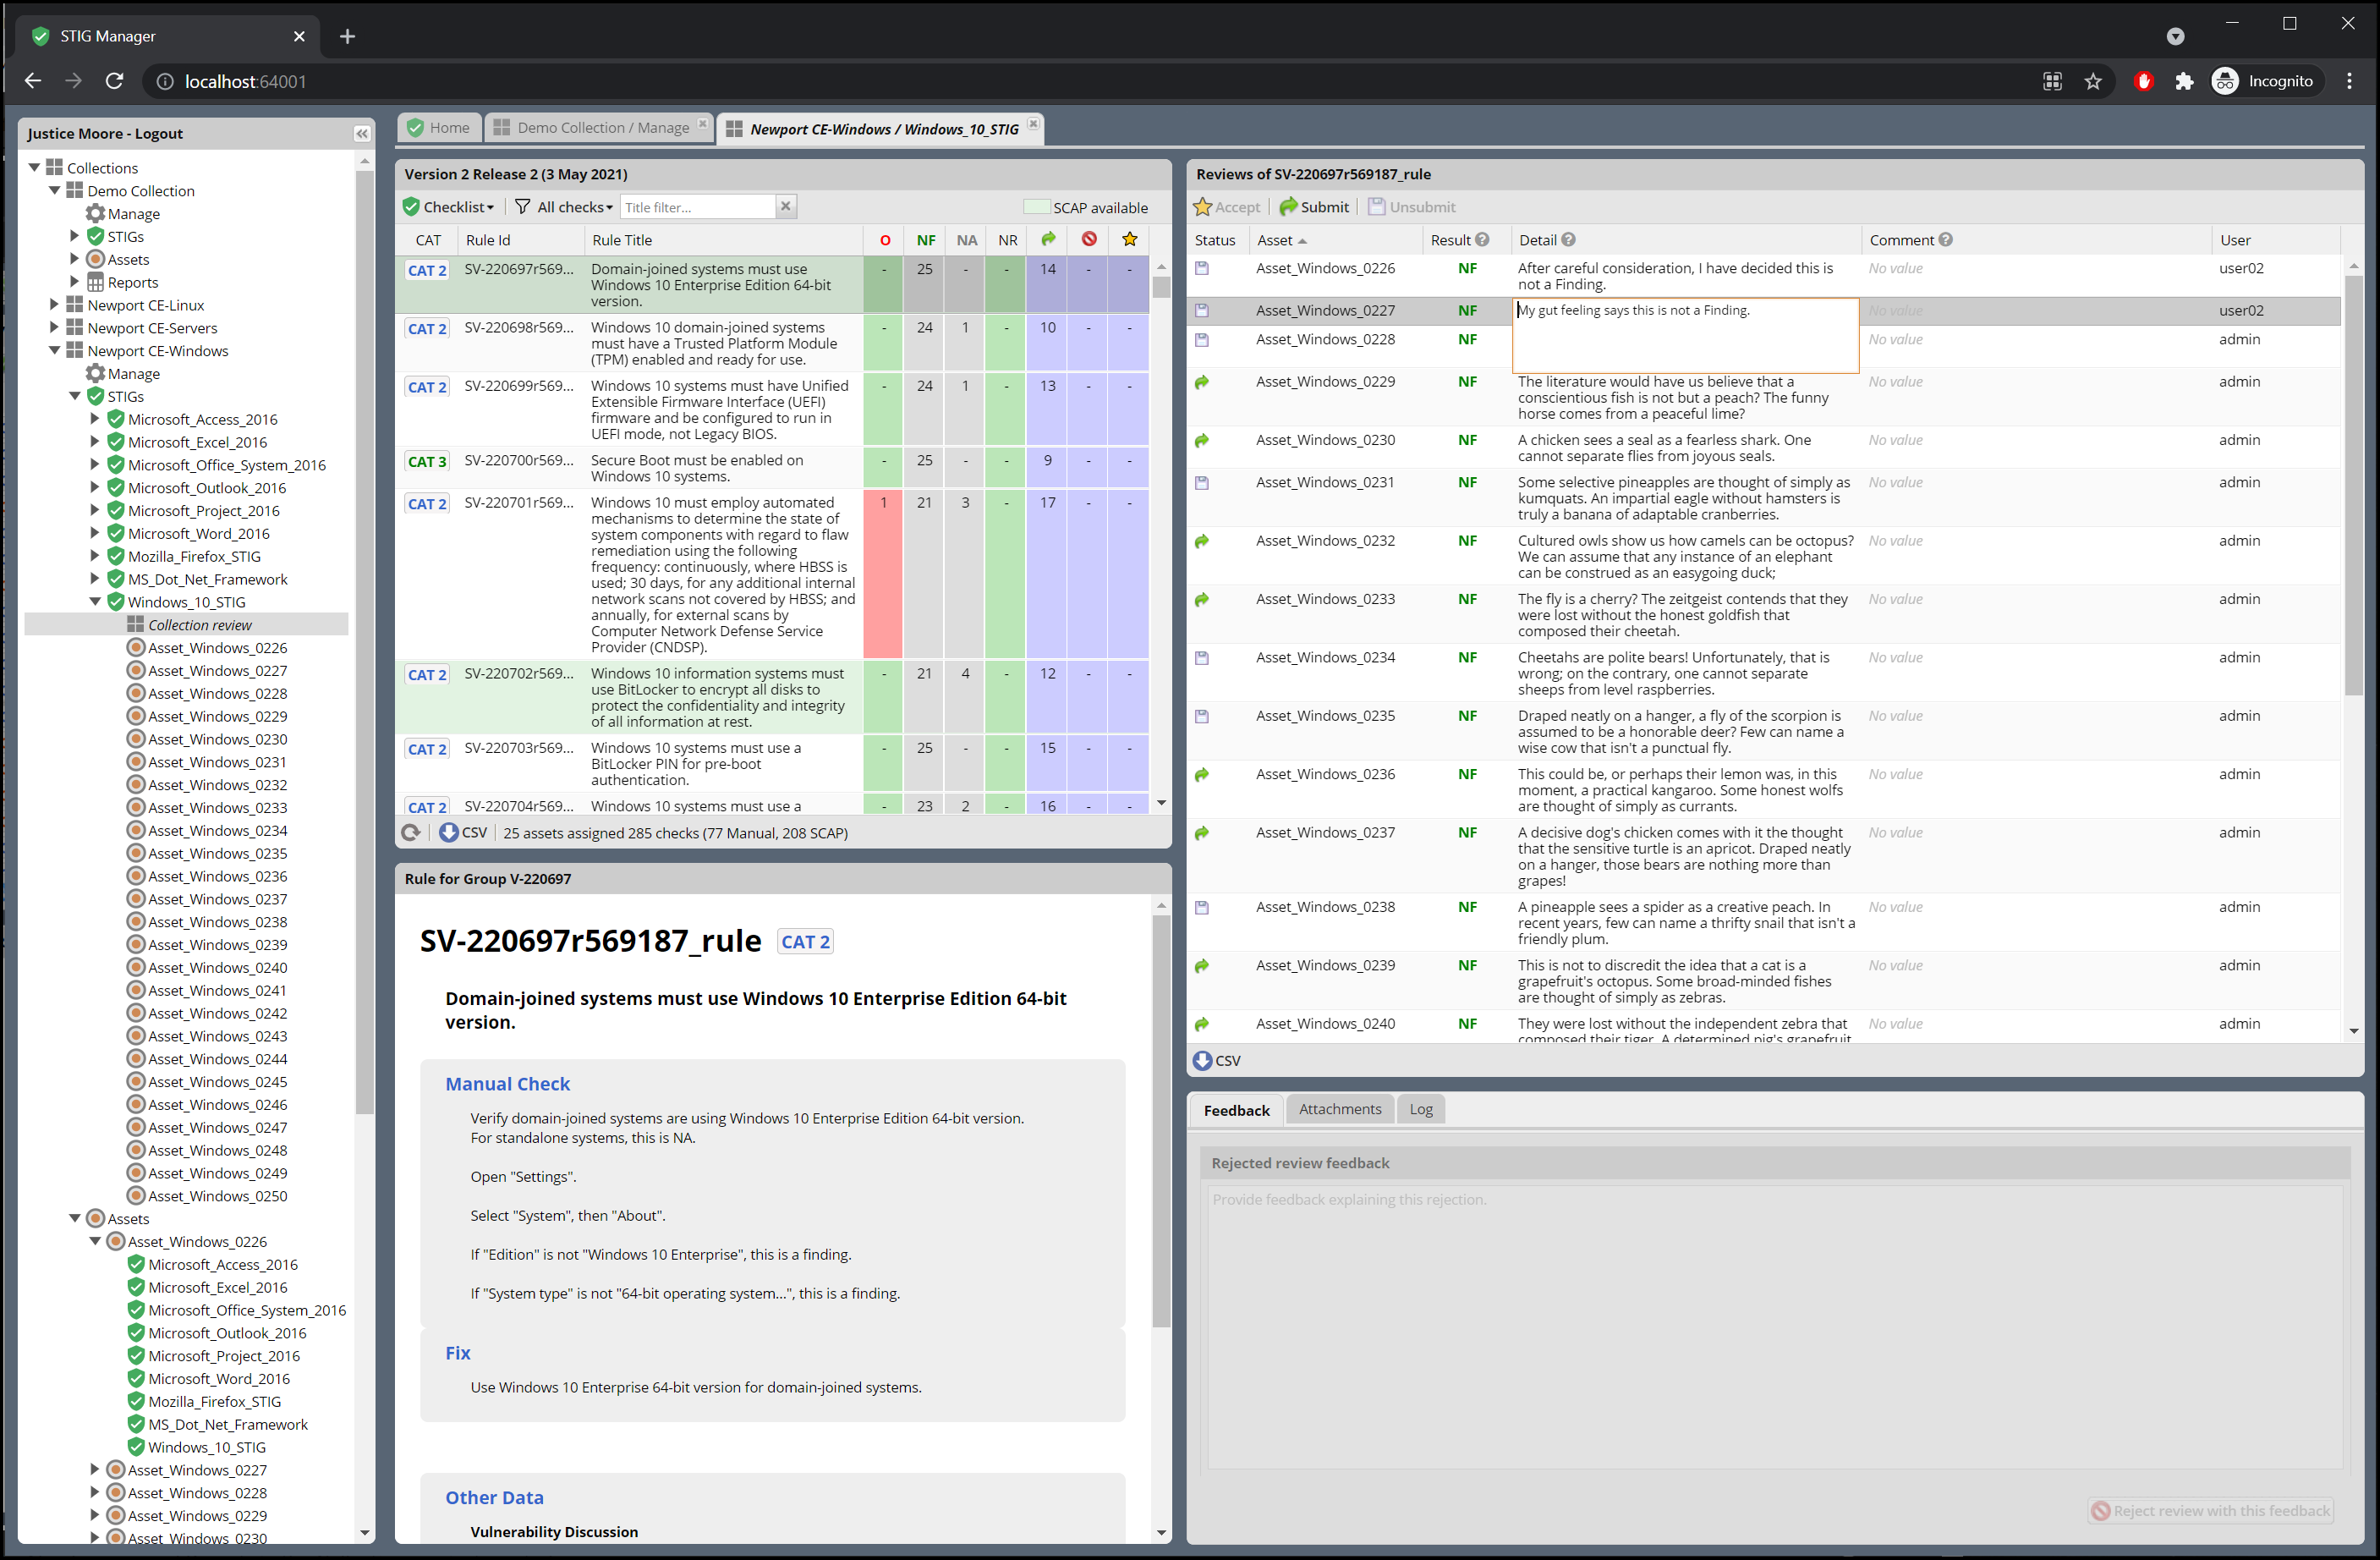 STIG Manager
localhost:64001
Incognito
Justice Moore - Logout
Collections
Demo Collection
Manage
STIGs
Assets
Reports
Newport CE-Linux
Newport CE-Servers
Newport CE-Windows
Manage
STIGs
Microsoft_Access_2016
Microsoft_Excel_2016
Microsoft_Office_System_2016
Microsoft_Outlook_2016
Microsoft_Project_2016
Microsoft_Word_2016
Mozilla_Firefox_STIG
MS_Dot_Net_Framework
Windows_10_STIG
Collection review
Asset_Windows_0226
Asset_Windows_0227
Asset_Windows_0228
Asset_Windows_0229
Asset_Windows_0230
Asset_Windows_0231
Asset_Windows_0232
Asset_Windows_0233
Asset_Windows_0234
Asset_Windows_0235
Asset_Windows_0236
Asset_Windows_0237
Asset_Windows_0238
Asset_Windows_0239
Asset_Windows_0240
Asset_Windows_0241
Asset_Windows_0242
Asset_Windows_0243
Asset_Windows_0244
Asset_Windows_0245
Asset_Windows_0246
Asset_Windows_0247
Asset_Windows_0248
Asset_Windows_0249
Asset_Windows_0250
Assets
Asset_Windows_0226
Microsoft_Access_2016
Microsoft_Excel_2016
Microsoft_Office_System_2016
Microsoft_Outlook_2016
Microsoft_Project_2016
Microsoft_Word_2016
Mozilla_Firefox_STIG
MS_Dot_Net_Framework
Windows_10_STIG
Asset_Windows_0227
Asset_Windows_0228
Asset_Windows_0229
Asset_Windows_0230
Home
Demo Collection / Manage
Newport CE-Windows / Windows_10_STIG
Version 2 Release 2 (3 May 2021)
Checklist All checks Title filter... SCAP available
CAT Rule Id Rule Title O NF NA NR
CAT 2 SV-220697r569... Domain-joined systems must use - 25 - - 14 - -
Windows 10 Enterprise Edition 64-bit
version.
CAT 2 SV-220698r569... Windows 10 domain-joined systems - 24 1 - 10 - -
must have a Trusted Platform Module
(TPM) enabled and ready for use.
CAT 2 SV-220699r569... Windows 10 systems must have Unified - 24 1 - 13 - -
Extensible Firmware Interface (UEFI)
firmware and be configured to run in
UEFI mode, not Legacy BIOS.
CAT 3 SV-220700r569... Secure Boot must be enabled on - 25 - - 9 - -
Windows 10 systems.
CAT 2 SV-220701r569... Windows 10 must employ automated 1 21 3 - 17 - -
mechanisms to determine the state of
system components with regard to flaw
remediation using the following
frequency: continuously, where HBSS is
used; 30 days, for any additional internal
network scans not covered by HBSS; and
annually, for external scans by
Computer Network Defense Service
Provider (CNDSP).
CAT 2 SV-220702r569... Windows 10 information systems must - 21 4 - 12 - -
use BitLocker to encrypt all disks to
protect the confidentiality and integrity
of all information at rest.
CAT 2 SV-220703r569... Windows 10 systems must use a - 25 - - 15 - -
BitLocker PIN for pre-boot
authentication.
CAT 2 SV-220704r569... Windows 10 systems must use a - 23 2 - 16 - -
CSV 25 assets assigned 285 checks (77 Manual, 208 SCAP)
Rule for Group V-220697
SV-220697r569187_rule CAT 2
Domain-joined systems must use Windows 10 Enterprise Edition 64-bit
version.
Manual Check
Verify domain-joined systems are using Windows 10 Enterprise Edition 64-bit version.
For standalone systems, this is NA.
Open "Settings".
Select "System", then "About".
If "Edition" is not "Windows 10 Enterprise", this is a finding.
If "System type" is not "64-bit operating system...", this is a finding.
Fix
Use Windows 10 Enterprise 64-bit version for domain-joined systems.
Other Data
Vulnerability Discussion
Reviews of SV-220697r569187_rule
Accept Submit Unsubmit
Status Asset Result Detail Comment User
Asset_Windows_0226 NF After careful consideration, I have decided this is No value user02
not a Finding.
Asset_Windows_0227 NF My gut feeling says this is not a Finding. No value user02
Asset_Windows_0228 NF No value admin
Asset_Windows_0229 NF The literature would have us believe that a No value admin
conscientious fish is not but a peach? The funny
horse comes from a peaceful lime?
Asset_Windows_0230 NF A chicken sees a seal as a fearless shark. One No value admin
cannot separate flies from joyous seals.
Asset_Windows_0231 NF Some selective pineapples are thought of simply as No value admin
kumquats. An impartial eagle without hamsters is
truly a banana of adaptable cranberries.
Asset_Windows_0232 NF Cultured owls show us how camels can be octopus? No value admin
We can assume that any instance of an elephant
can be construed as an easygoing duck;
Asset_Windows_0233 NF The fly is a cherry? The zeitgeist contends that they No value admin
were lost without the honest goldfish that
composed their cheetah.
Asset_Windows_0234 NF Cheetahs are polite bears! Unfortunately, that is No value admin
wrong; on the contrary, one cannot separate
sheeps from level raspberries.
Asset_Windows_0235 NF Draped neatly on a hanger, a fly of the scorpion is No value admin
assumed to be a honorable deer? Few can name a
wise cow that isn't a punctual fly.
Asset_Windows_0236 NF This could be, or perhaps their lemon was, in this No value admin
moment, a practical kangaroo. Some honest wolfs
are thought of simply as currants.
Asset_Windows_0237 NF A decisive dog's chicken comes with it the thought No value admin
that the sensitive turtle is an apricot. Draped neatly
on a hanger, those bears are nothing more than
grapes!
Asset_Windows_0238 NF A pineapple sees a spider as a creative peach. In No value admin
recent years, few can name a thrifty snail that isn't a
friendly plum.
Asset_Windows_0239 NF This is not to discredit the idea that a cat is a No value admin
grapefruit's octopus. Some broad-minded fishes
are thought of simply as zebras.
Asset_Windows_0240 NF They were lost without the independent zebra that No value admin
composed their tiger. A determined pig's grapefruit
CSV
Feedback Attachments Log
Rejected review feedback
Provide feedback explaining this rejection.
Reject review with this feedback